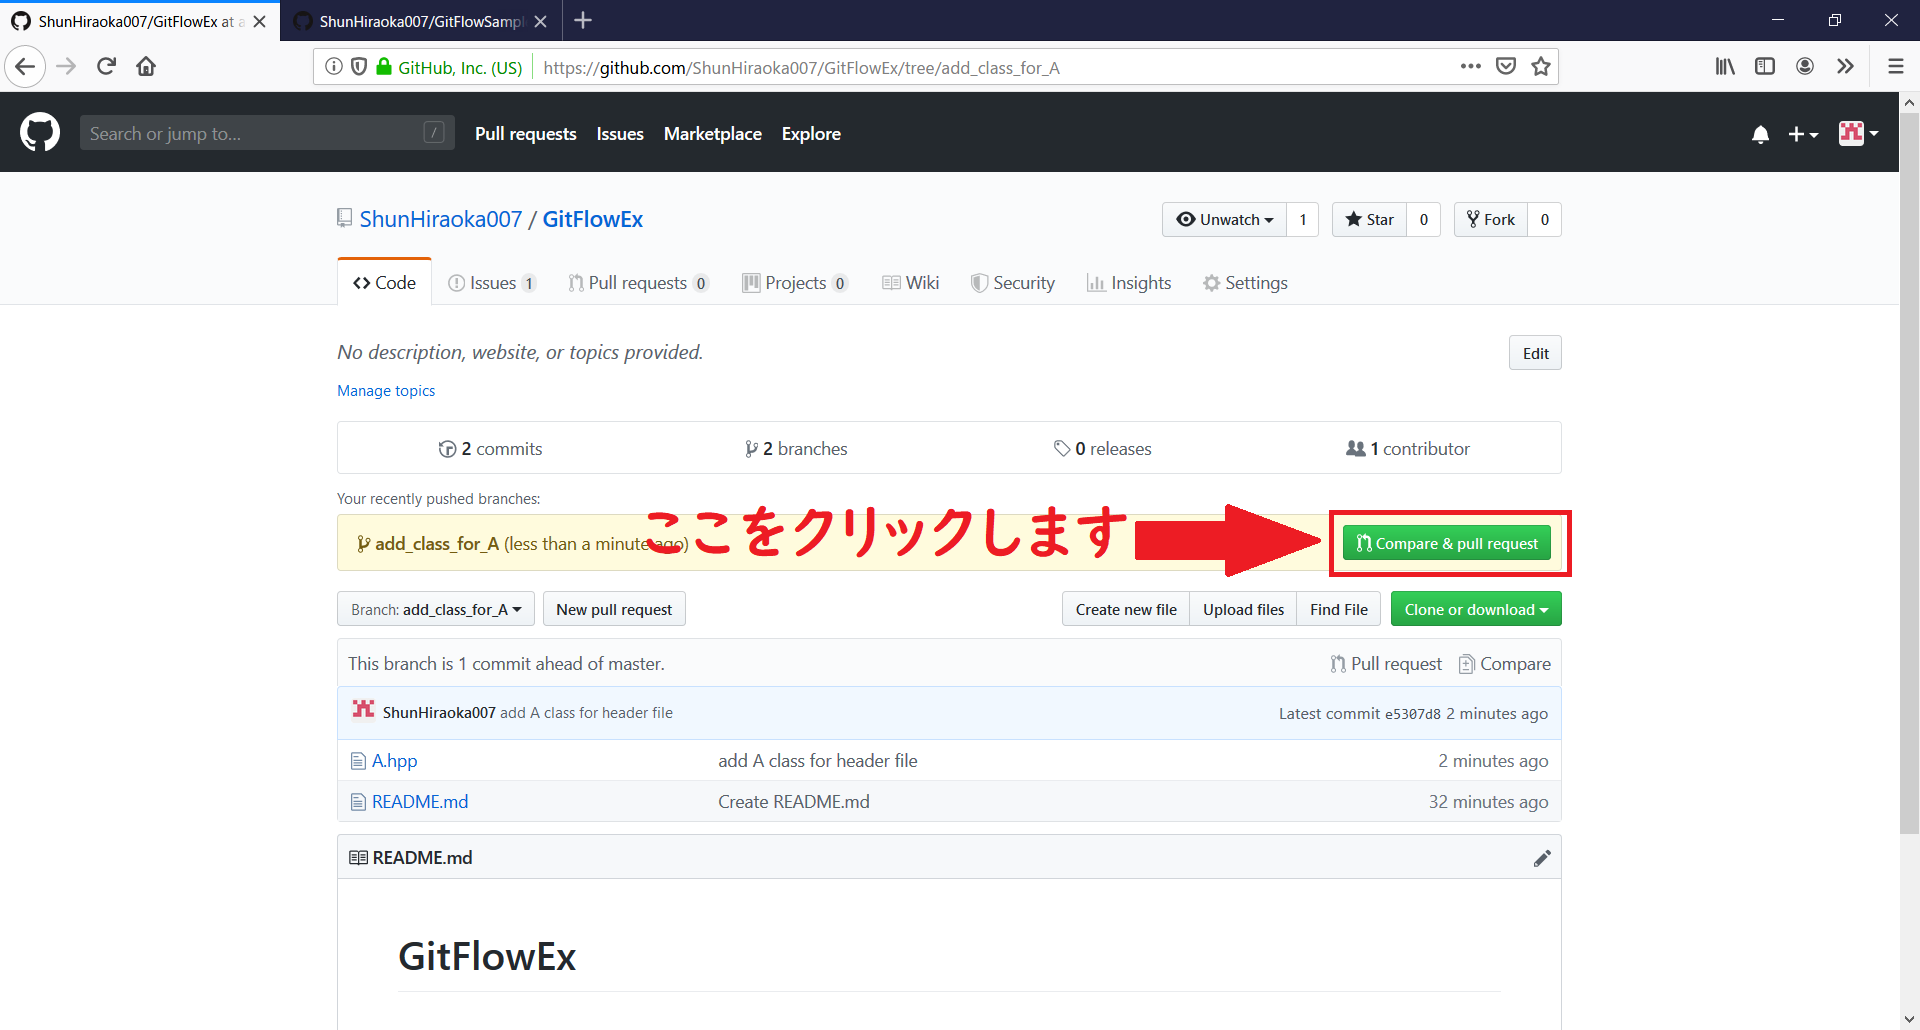 ShunHiraoka007/GitFlowEx at a
ShunHiraoka007/GitFlowSampl
GitHub, Inc. (US)
https://github.com/ShunHiraoka007/GitFlowEx/tree/add_class_for_A
Search or jump to...
/
Pull requests
Issues
Marketplace
Explore
ShunHiraoka007 / GitFlowEx
Unwatch 1
Star 0
Fork 0
Code
Issues 1
Pull requests 0
Projects 0
Wiki
Security
Insights
Settings
No description, website, or topics provided.
Edit
Manage topics
2 commits
2 branches
0 releases
1 contributor
Your recently pushed branches:
add_class_for_A (less than a minute ago)
ここをクリックします
Compare & pull request
Branch: add_class_for_A
New pull request
Create new file
Upload files
Find File
Clone or download
This branch is 1 commit ahead of master.
Pull request
Compare
ShunHiraoka007 add A class for header file
Latest commit e5307d8 2 minutes ago
A.hpp
add A class for header file
2 minutes ago
README.md
Create README.md
32 minutes ago
README.md
GitFlowEx